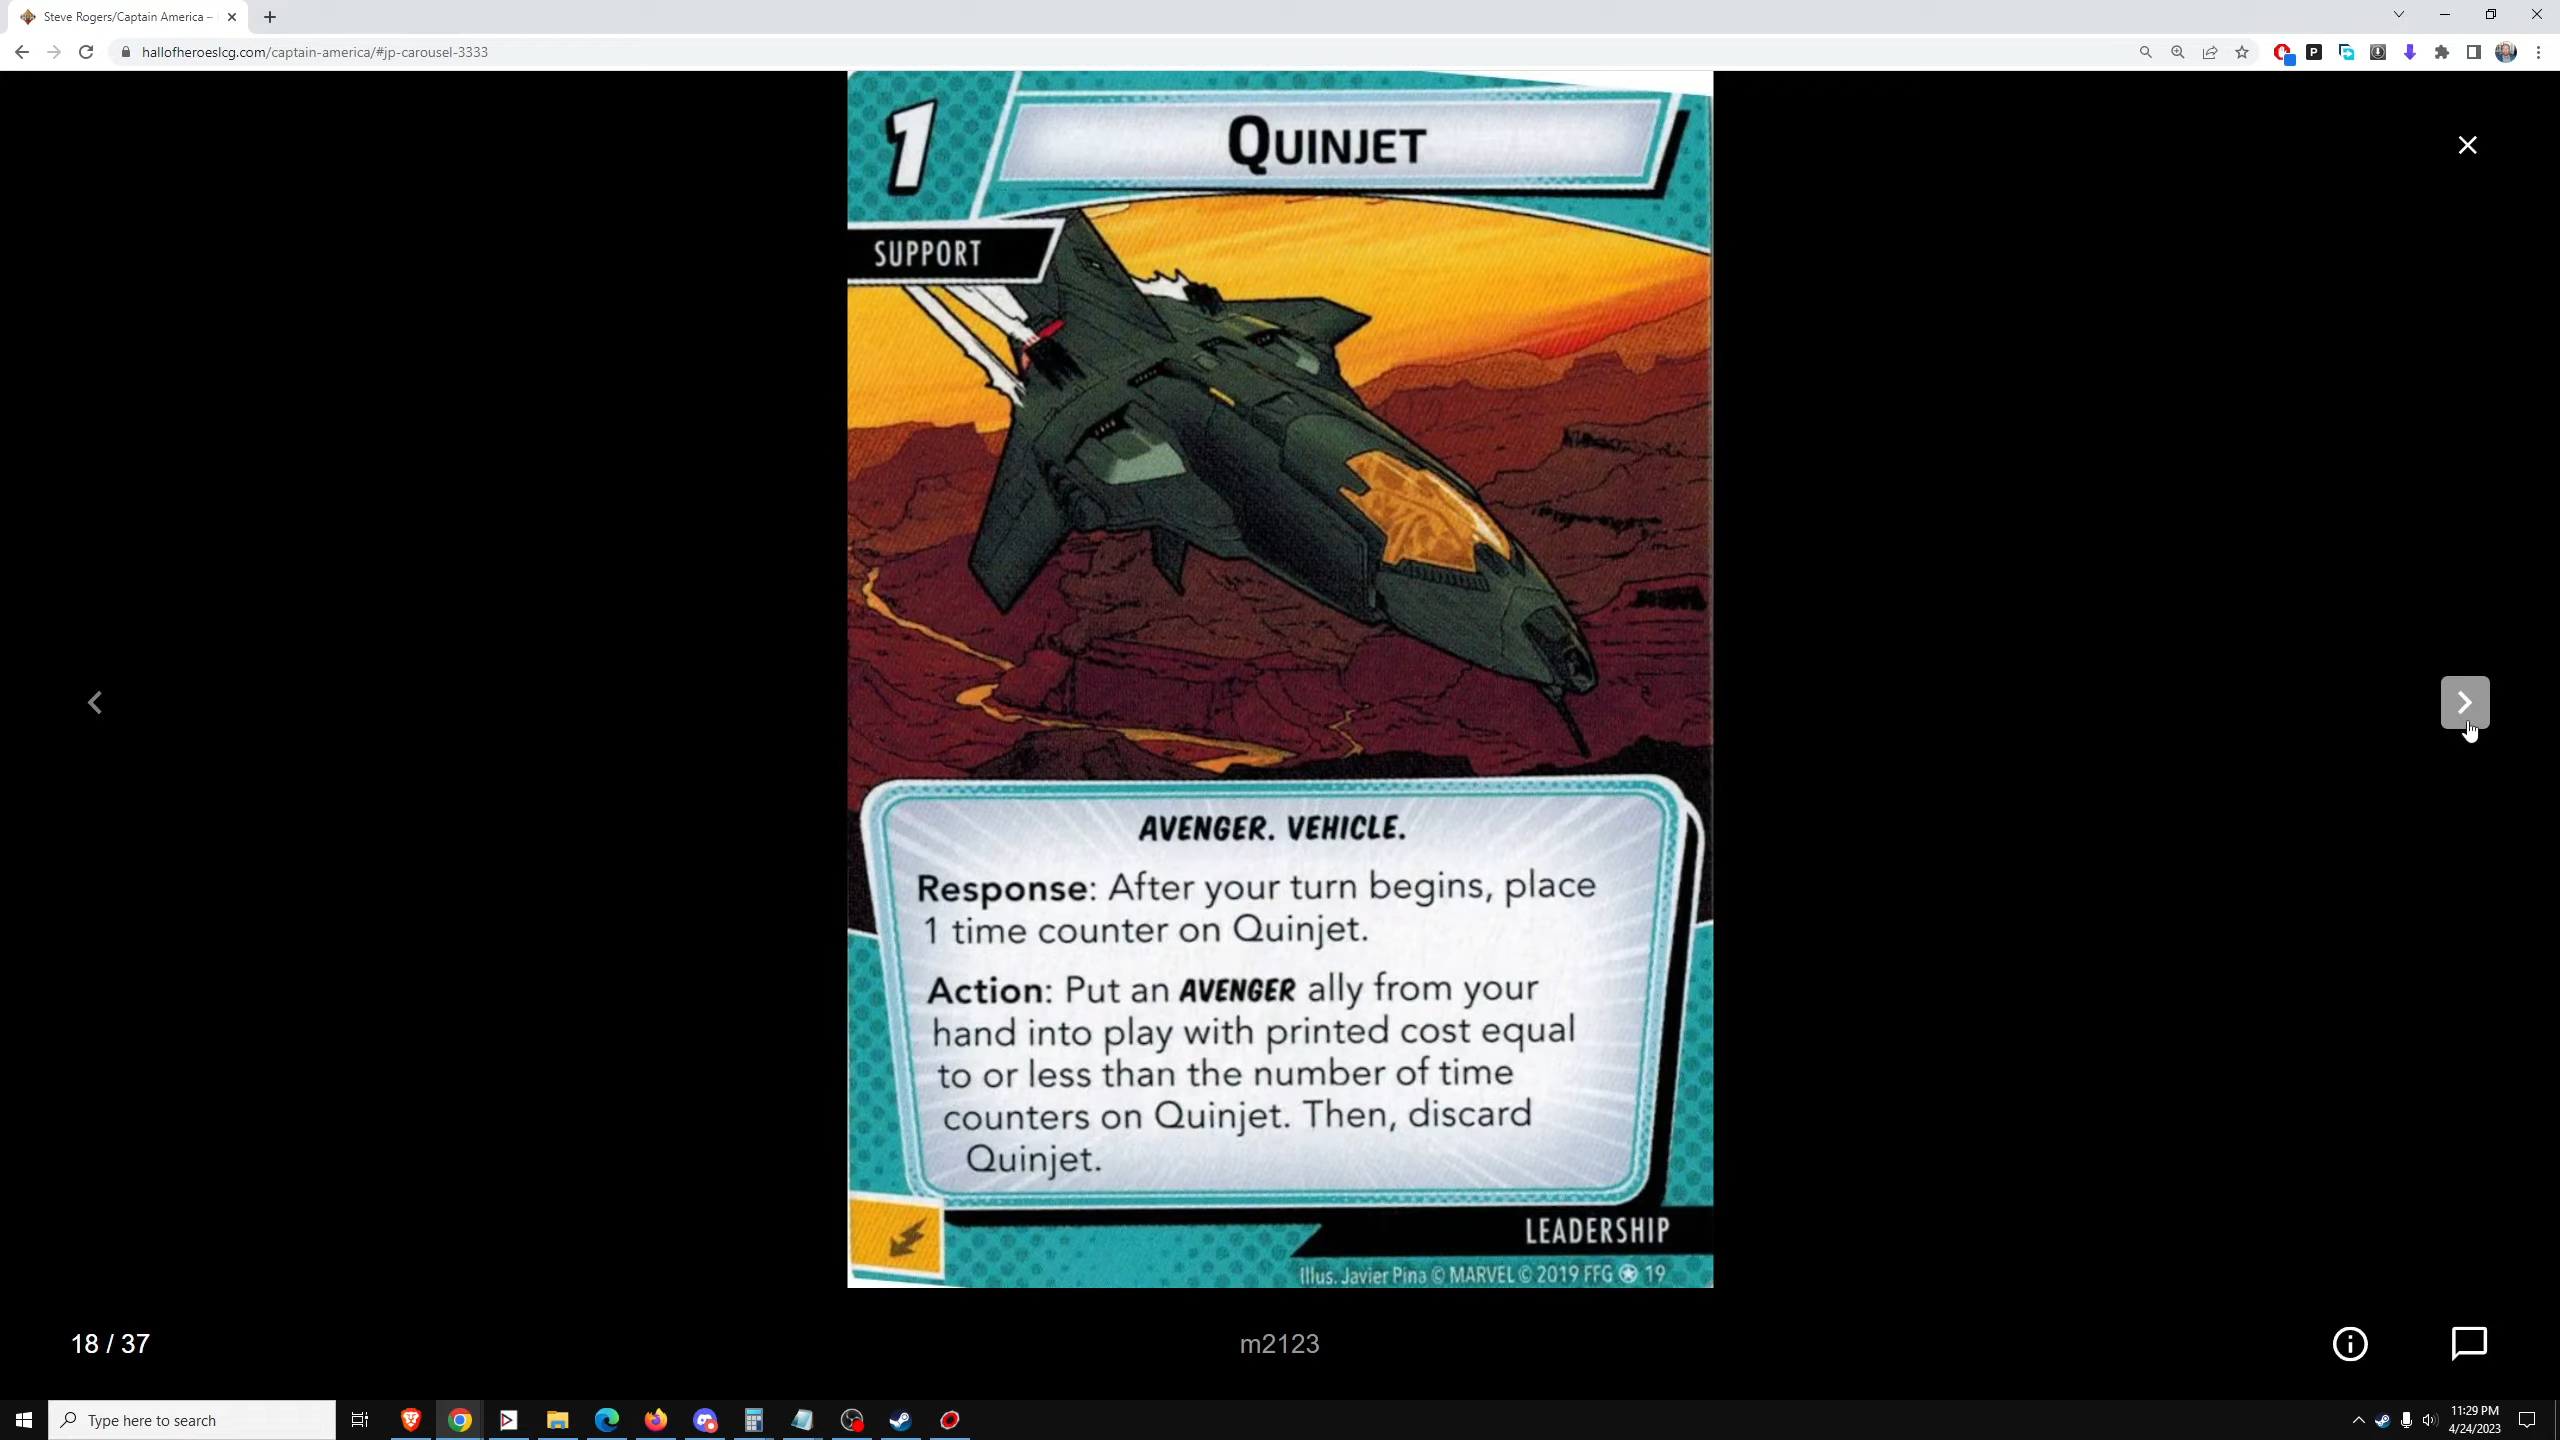 Steve Rogers/Captain America –
hallofheroeslcg.com/captain-america/#jp-carousel-3333
1
QUINJET
SUPPORT
AVENGER. VEHICLE.
Response: After your turn begins, place
1 time counter on Quinjet.
Action: Put an AVENGER ally from your
hand into play with printed cost equal
to or less than the number of time
counters on Quinjet. Then, discard
Quinjet.
LEADERSHIP
Illus. Javier Pina © MARVEL © 2019 FFG 19
18 / 37
m2123
Type here to search
11:29 PM
4/24/2023